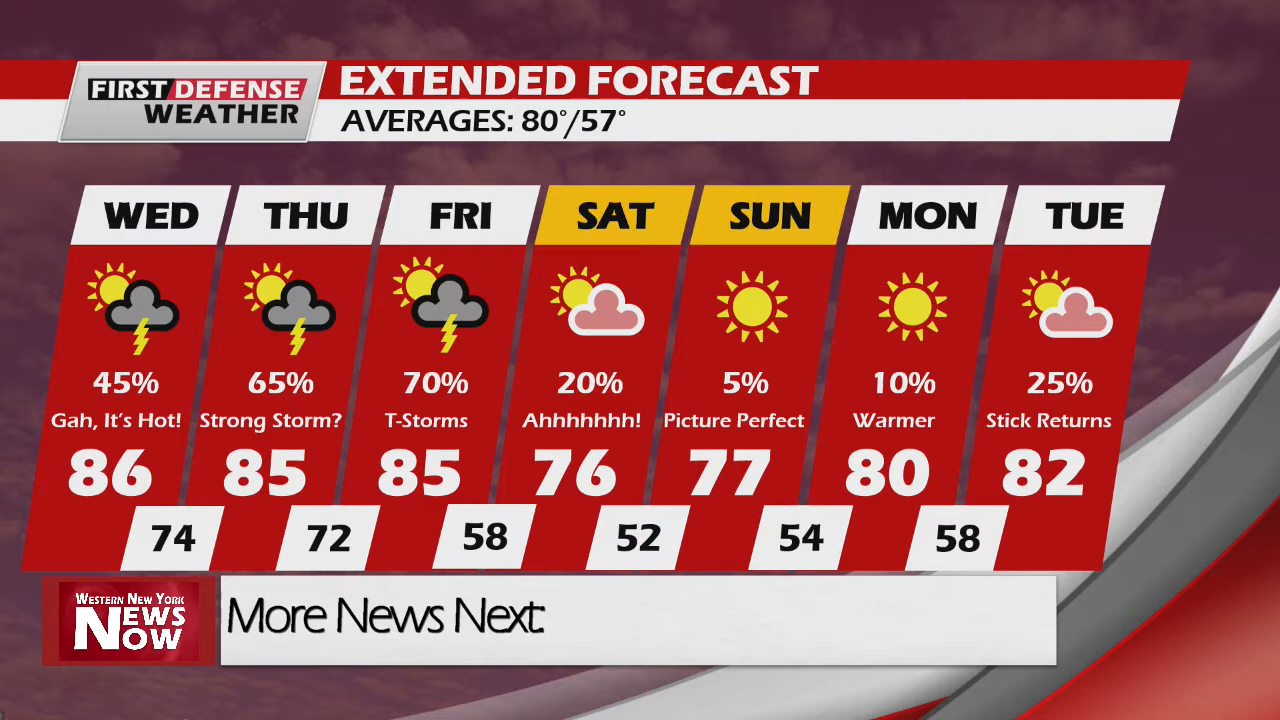 FIRST DEFENSE
WEATHER
EXTENDED FORECAST
AVERAGES: 80°/57°
WED THU FRI SAT SUN MON TUE
45% 65% 70% 20% 5% 10% 25%
Gah, It's Hot! Strong Storm? T-Storms Ahhhhhhh! Picture Perfect Warmer Stick Returns
86 85 85 76 77 80 82
74 72 58 52 54 58
WESTERN NEW YORK
NEWS
NOW
More News Next: